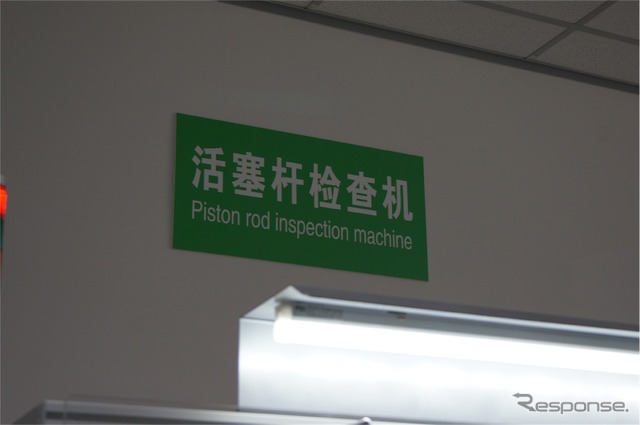 活塞杆检查机
Piston rod inspection machine
Response.